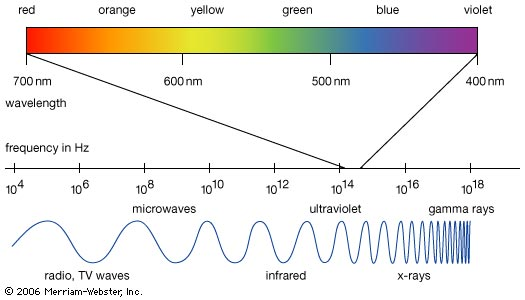 red orange yellow green blue violet
700 nm 600 nm 500 nm 400 nm
wavelength
frequency in Hz
10⁴ 10⁶ 10⁸ 10¹⁰ 10¹² 10¹⁴ 10¹⁶ 10¹⁸
microwaves ultraviolet gamma rays
radio, TV waves infrared x-rays
© 2006 Merriam-Webster, Inc.